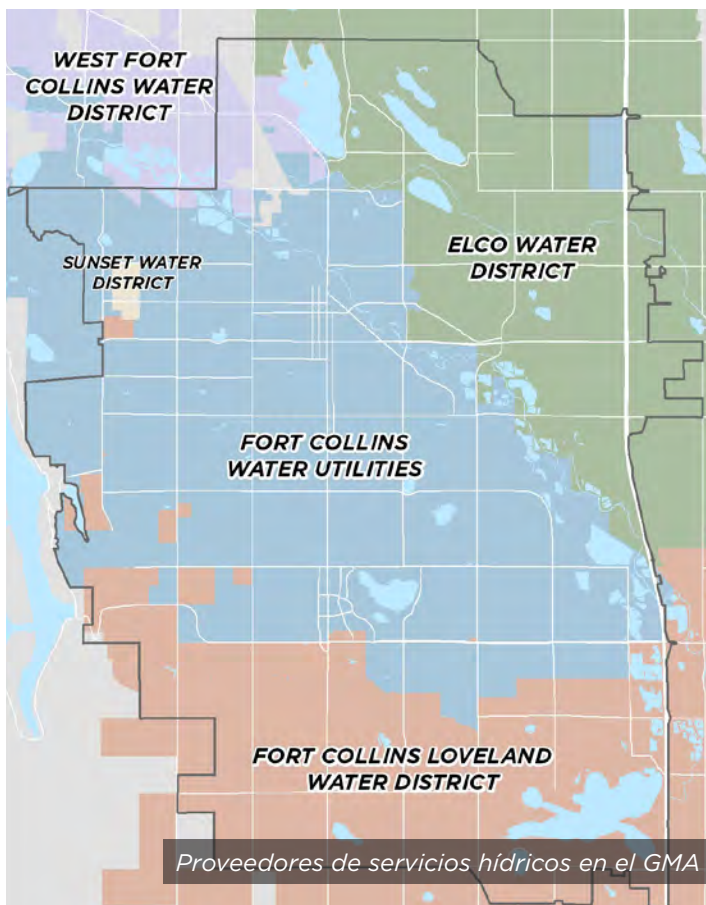 WEST FORT
COLLINS WATER
DISTRICT
ELCO WATER
DISTRICT
SUNSET WATER
DISTRICT
FORT COLLINS
WATER UTILITIES
FORT COLLINS LOVELAND
WATER DISTRICT
Proveedores de servicios hídricos en el GMA